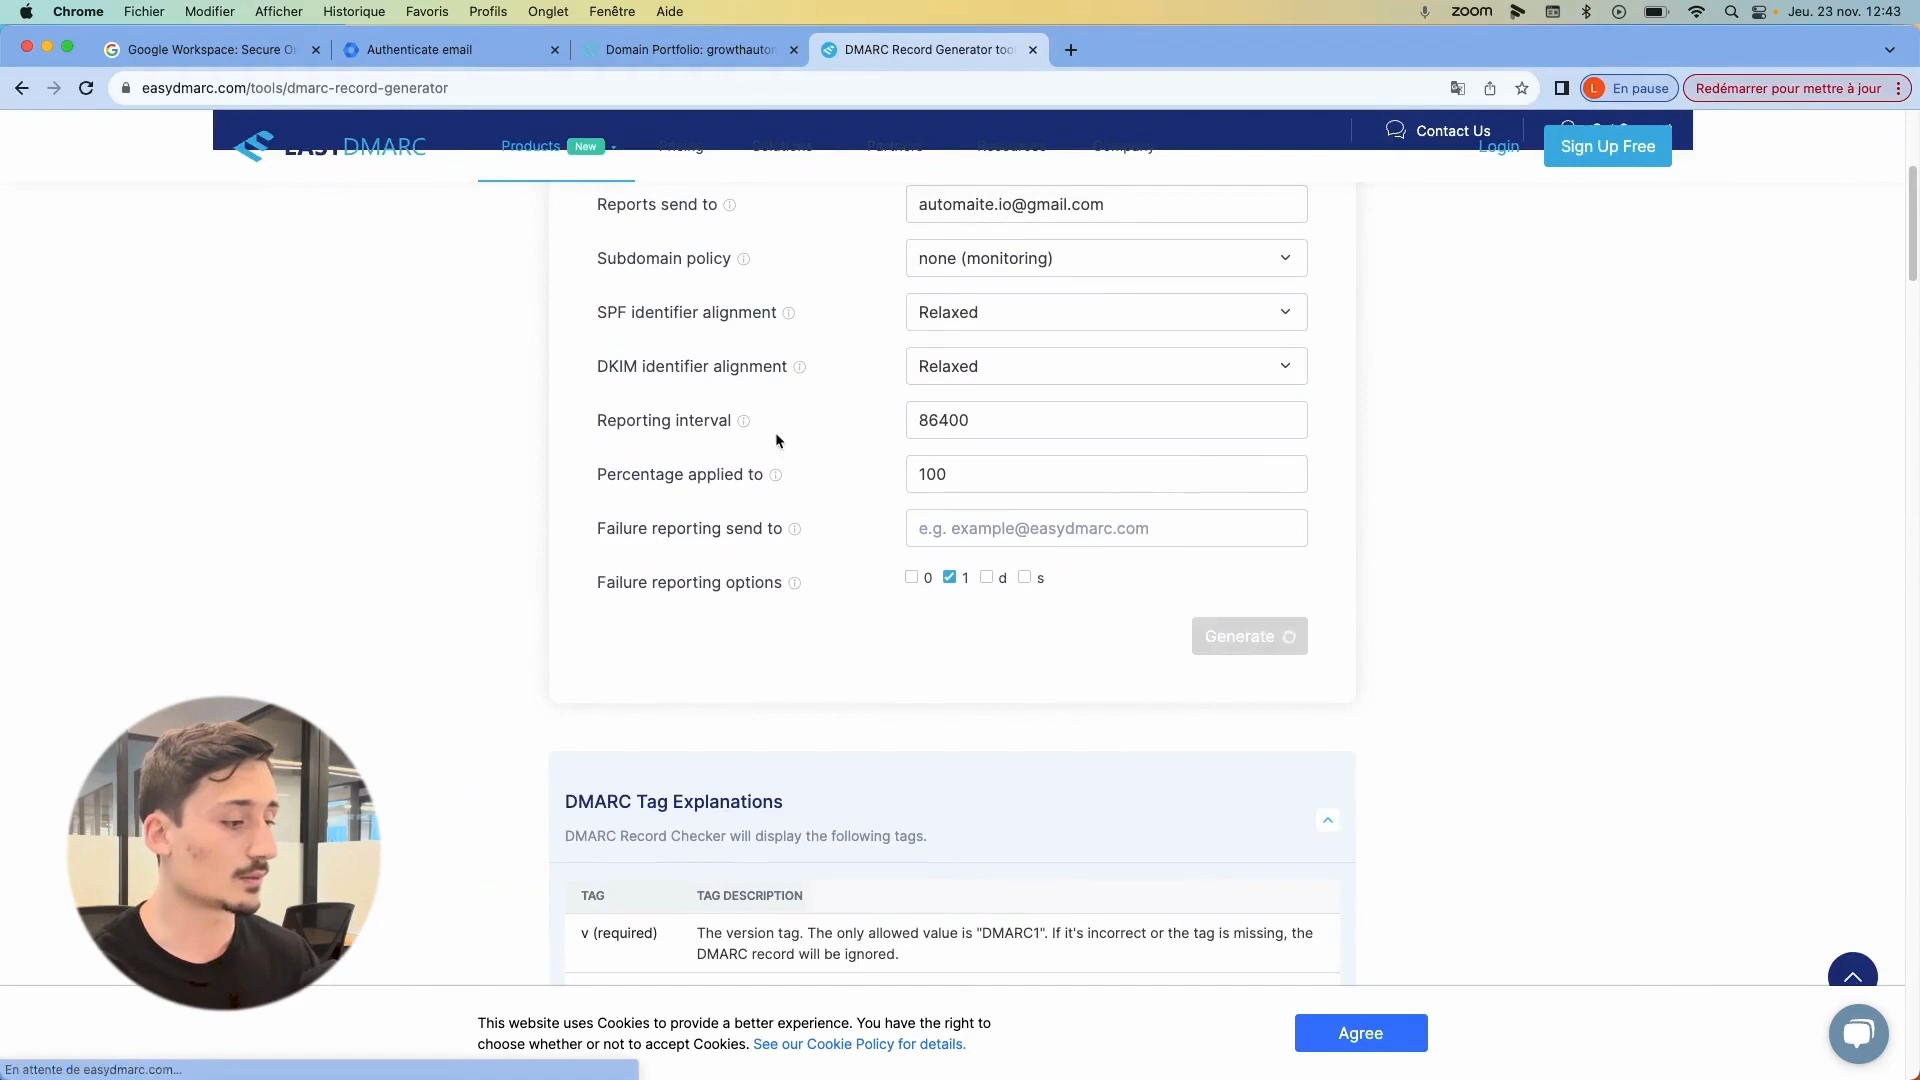 Chrome Fichier Modifier Afficher Historique Favoris Profils Onglet Fenêtre Aide zoom Jeu. 23 nov. 12:43
Google Workspace: Secure O Authenticate email Domain Portfolio: growthautor DMARC Record Generator too
easydmarc.com/tools/dmarc-record-generator L En pause Redémarrer pour mettre à jour
Contact Us
EASYDMARC Products New Pricing Solutions Partners Resources Company Login Sign Up Free
Reports send to automaite.io@gmail.com
Subdomain policy none (monitoring)
SPF identifier alignment Relaxed
DKIM identifier alignment Relaxed
Reporting interval 86400
Percentage applied to 100
Failure reporting send to e.g. example@easydmarc.com
Failure reporting options 0 1 d s
Generate
DMARC Tag Explanations
DMARC Record Checker will display the following tags.
TAG TAG DESCRIPTION
v (required) The version tag. The only allowed value is "DMARC1". If it's incorrect or the tag is missing, the
DMARC record will be ignored.
This website uses Cookies to provide a better experience. You have the right to
choose whether or not to accept Cookies. See our Cookie Policy for details.
Agree
En attente de easydmarc.com...